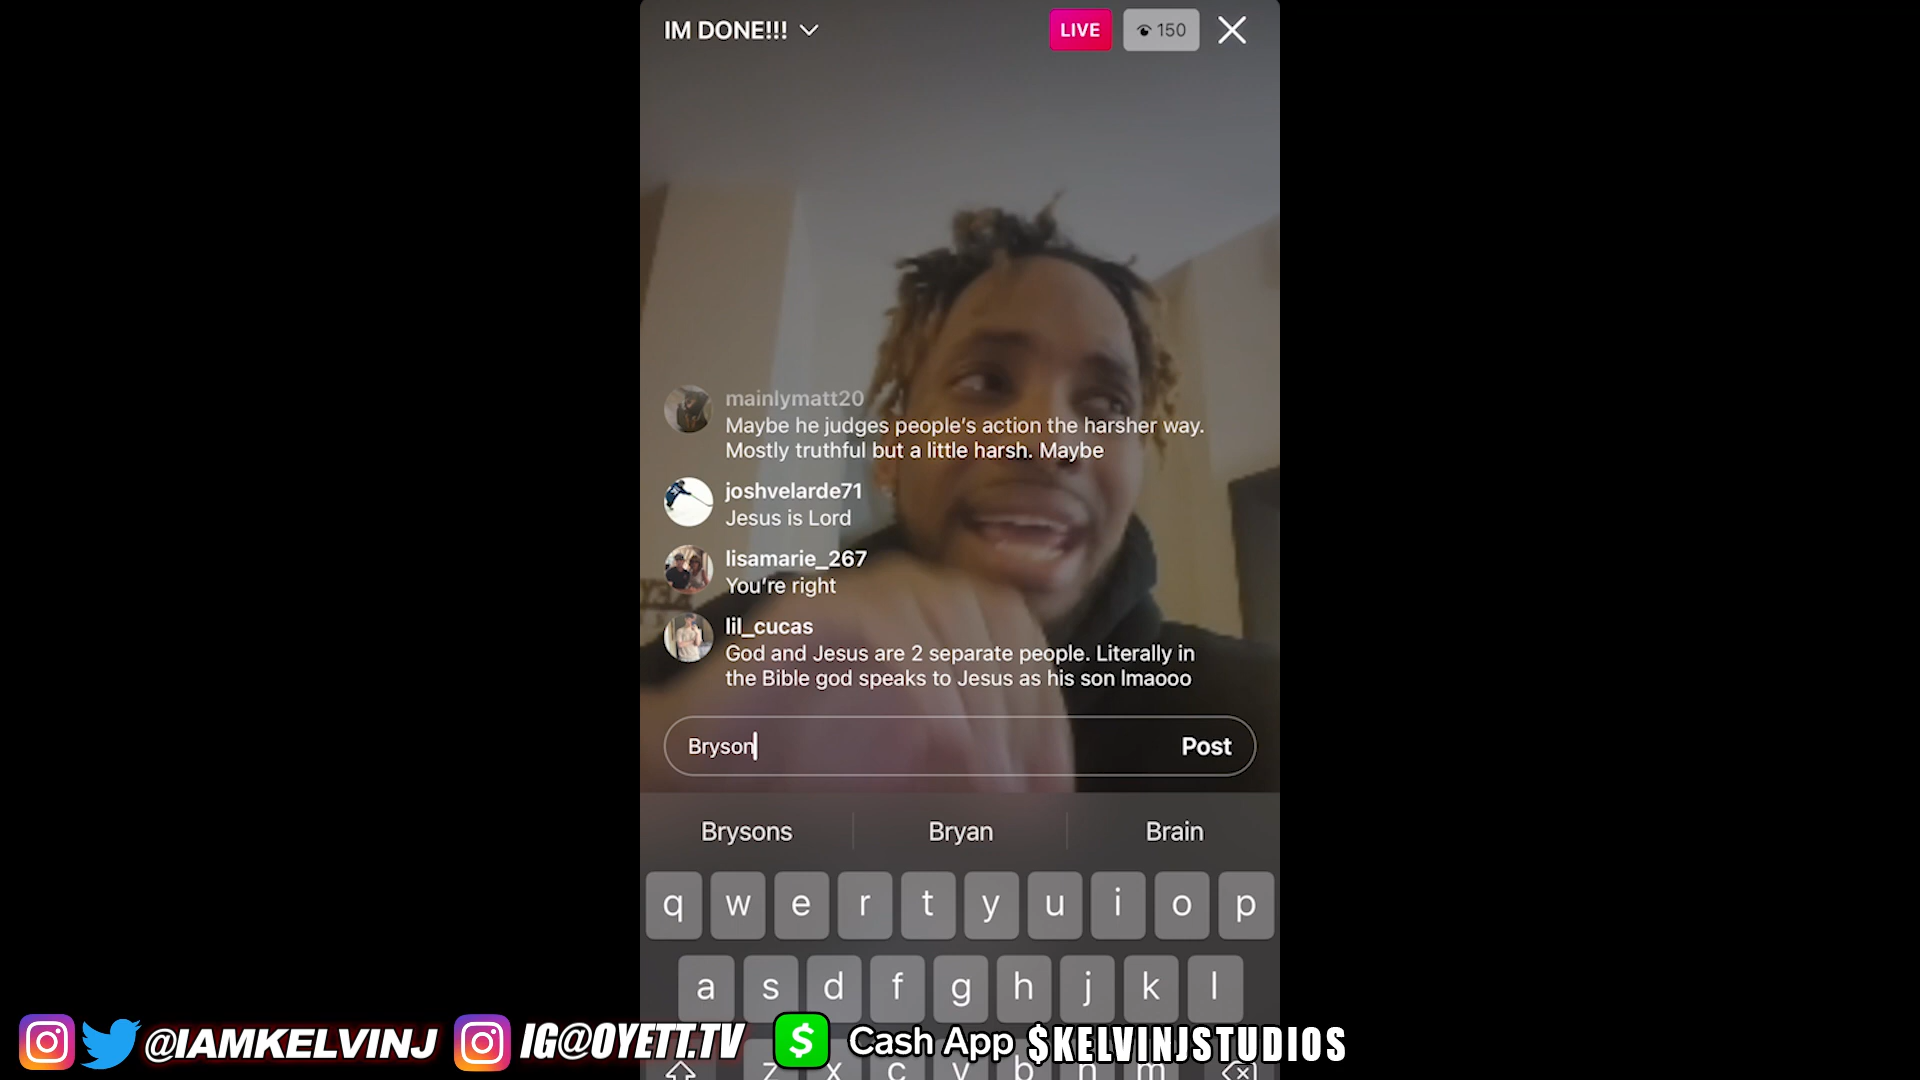 IM DONE!!!
LIVE
150
mainlymatt20
Maybe he judges people's action the harsher way.
Mostly truthful but a little harsh. Maybe
joshvelarde71
Jesus is Lord
lisamarie_267
You're right
lil_cucas
God and Jesus are 2 separate people. Literally in
the Bible god speaks to Jesus as his son lmaooo
Bryson
Post
Brysons Bryan Brain
q w e r t y u i o p
a s d f g h j k l
z x c v b n m
@IAMKELVINJ IG@OYETT.TV $ Cash App $KELVINJSTUDIOS